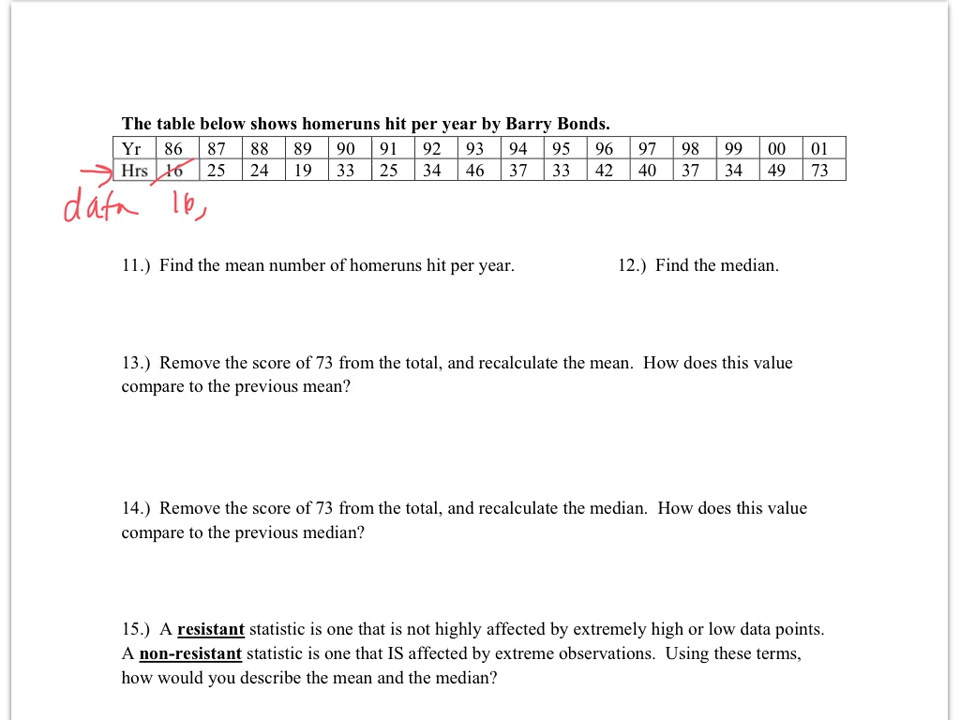 The table below shows homeruns hit per year by Barry Bonds.
Yr 86 87 88 89 90 91 92 93 94 95 96 97 98 99 00 01
Hrs 16 25 24 19 33 25 34 46 37 33 42 40 37 34 49 73
data 16,
11.) Find the mean number of homeruns hit per year. 12.) Find the median.
13.) Remove the score of 73 from the total, and recalculate the mean. How does this value
compare to the previous mean?
14.) Remove the score of 73 from the total, and recalculate the median. How does this value
compare to the previous median?
15.) A resistant statistic is one that is not highly affected by extremely high or low data points.
A non-resistant statistic is one that IS affected by extreme observations. Using these terms,
how would you describe the mean and the median?